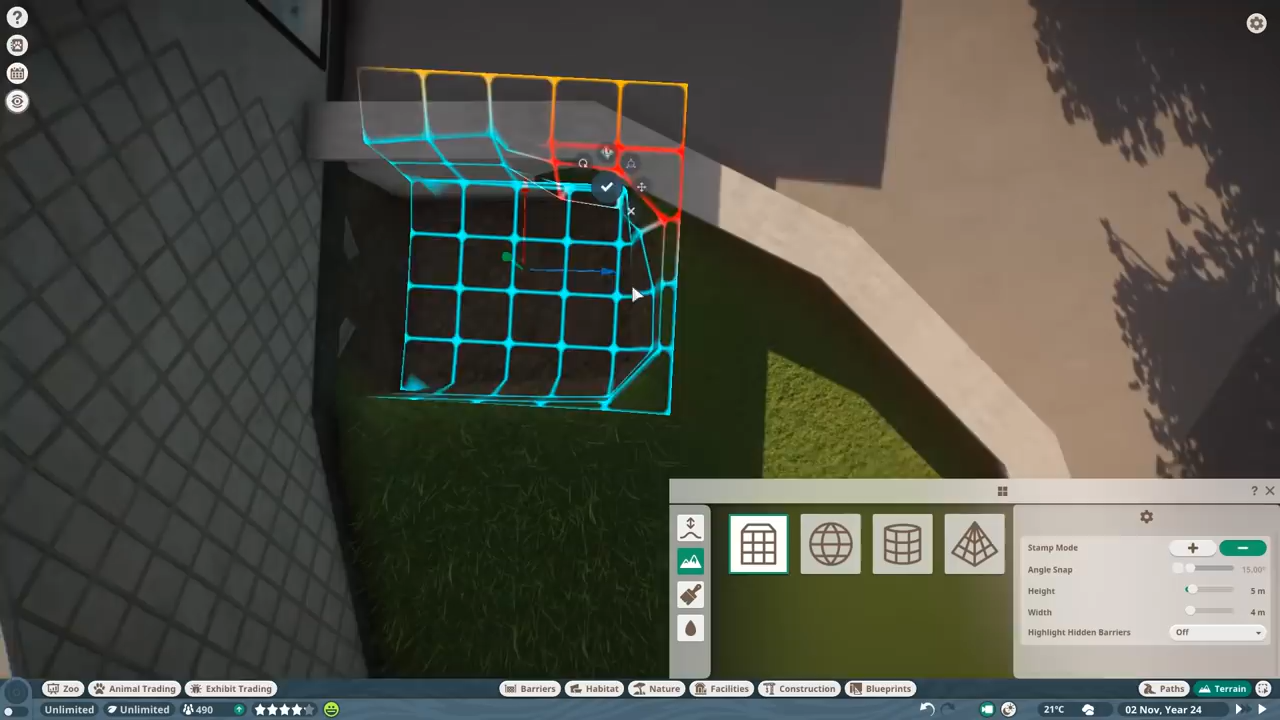 ?
Stamp Mode
Angle Snap 15.00°
Height 5 m
Width 4 m
Highlight Hidden Barriers Off
Zoo Animal Trading Exhibit Trading Barriers Habitat Nature Facilities Construction Blueprints Paths Terrain
Unlimited Unlimited 490 21°C 02 Nov, Year 24